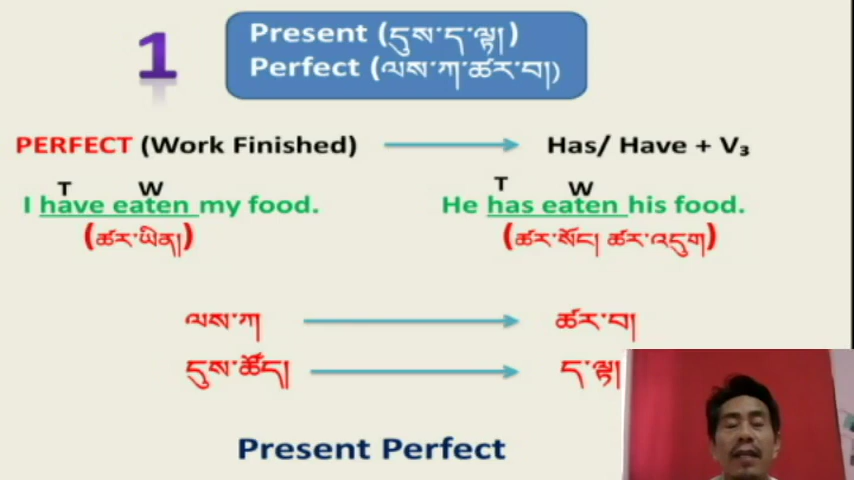 1
Present (དུས་ད་ལྟ།)
Perfect (ལས་ཀ་ཚར་བ།)
PERFECT (Work Finished) Has/ Have + V₃
T W T W
I have eaten my food. He has eaten his food.
(ཚར་ཡིན།) (ཚར་སོང། ཚར་འདུག)
ལས་ཀ ཚར་བ།
དུས་ཚོད། ད་ལྟ།
Present Perfect